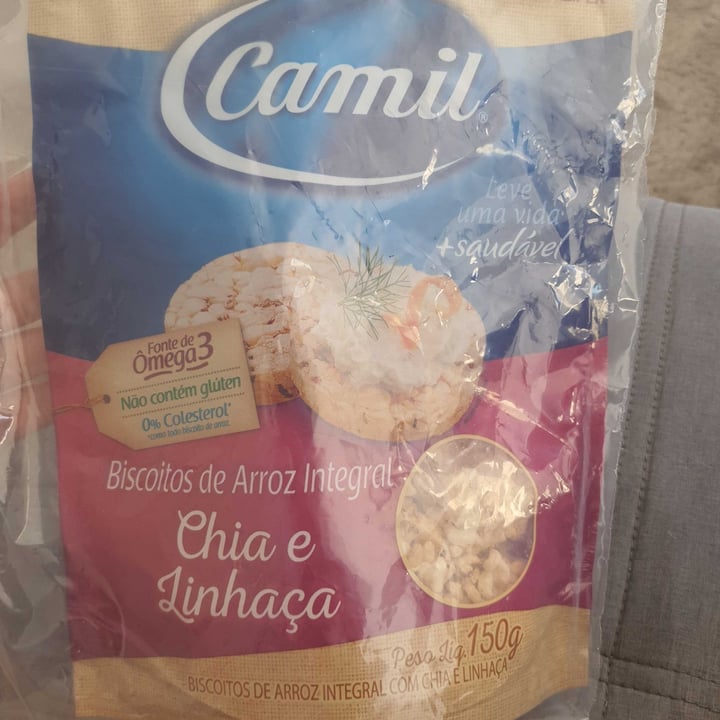 Camil®
Leve
uma vida
+saudável
Fonte de
Ômega3
Não contém glúten
0% Colesterol*
*como todo biscoito de arroz.
Biscoitos de Arroz Integral
Chia e
Linhaça
Peso Líq. 150g
BISCOITOS DE ARROZ INTEGRAL COM CHIA E LINHAÇA